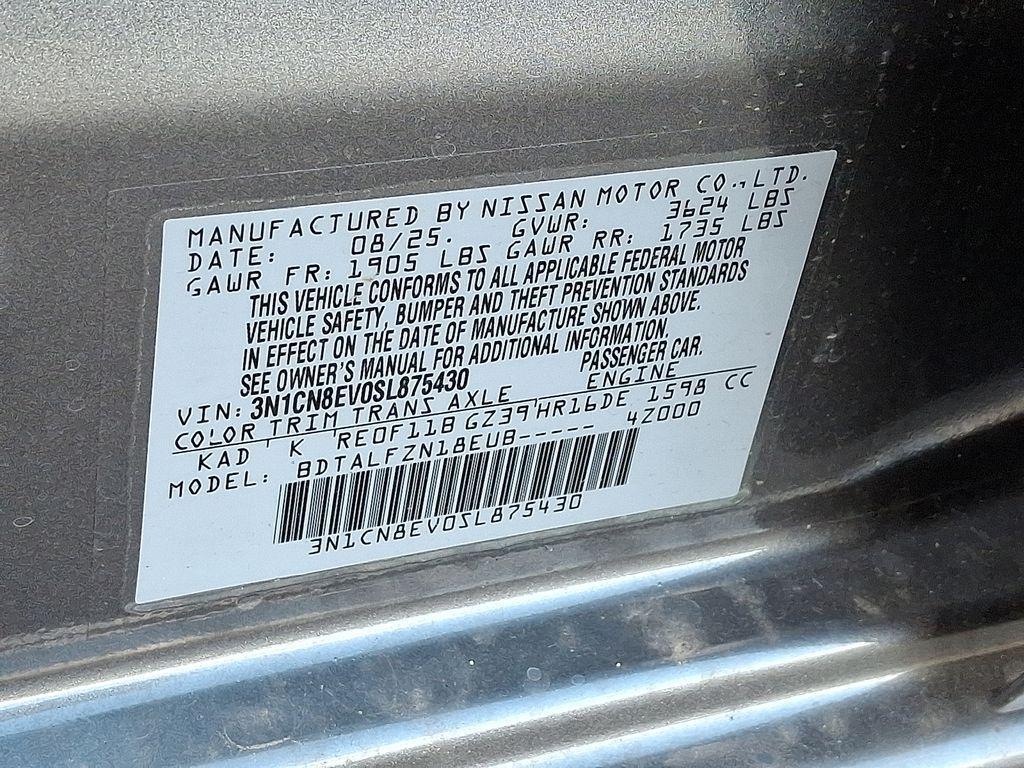 MANUFACTURED BY NISSAN MOTOR CO.,LTD.
DATE: 08/25. GVWR: 3624 LBS
GAWR FR: 1905 LBS GAWR RR: 1735 LBS
THIS VEHICLE CONFORMS TO ALL APPLICABLE FEDERAL MOTOR
VEHICLE SAFETY, BUMPER AND THEFT PREVENTION STANDARDS
IN EFFECT ON THE DATE OF MANUFACTURE SHOWN ABOVE.
SEE OWNER'S MANUAL FOR ADDITIONAL INFORMATION.
VIN: 3N1CN8EV0SL875430 PASSENGER CAR.
COLOR TRIM TRANS AXLE ENGINE
KAD K RE0F11B GZ39 HR16DE 1598 CC
MODEL: BDTALFZN18EUB----- 4Z000
3N1CN8EV0SL875430